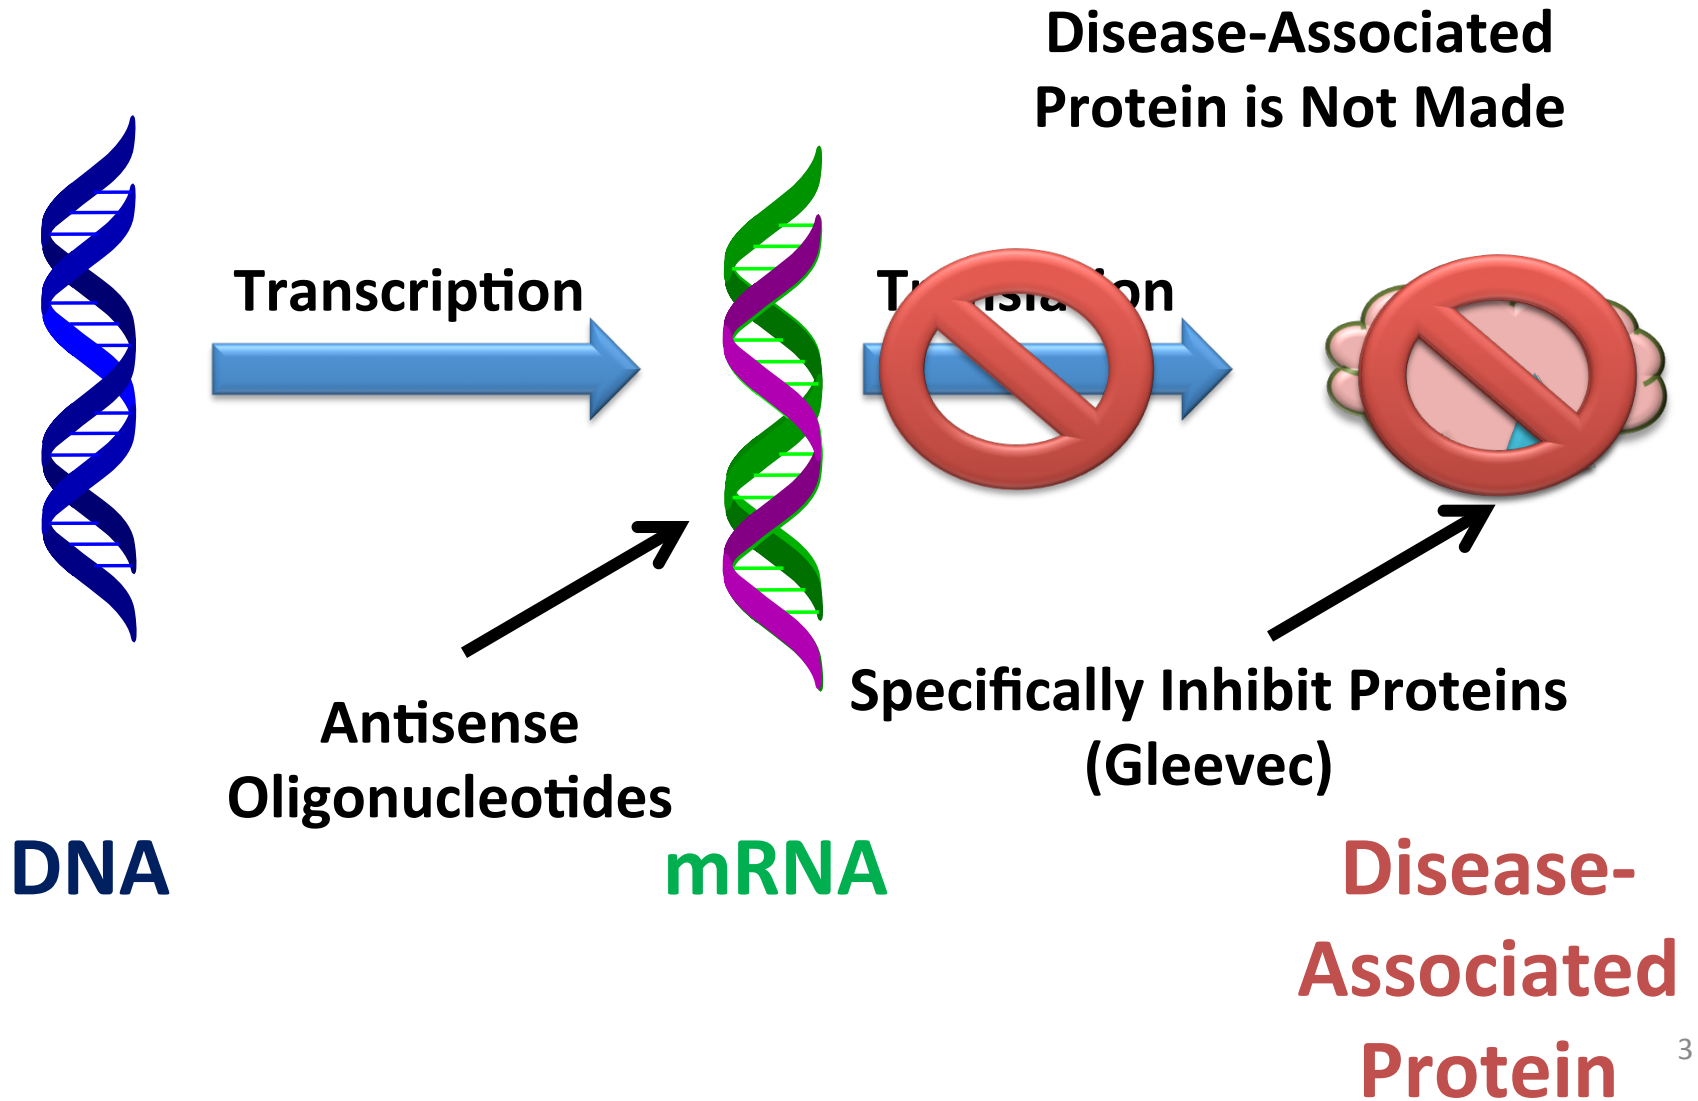 Disease-Associated
Protein is Not Made
Transcription
Translation
Antisense
Oligonucleotides
Specifically Inhibit Proteins
(Gleevec)
DNA
mRNA
Disease-
Associated
Protein
3